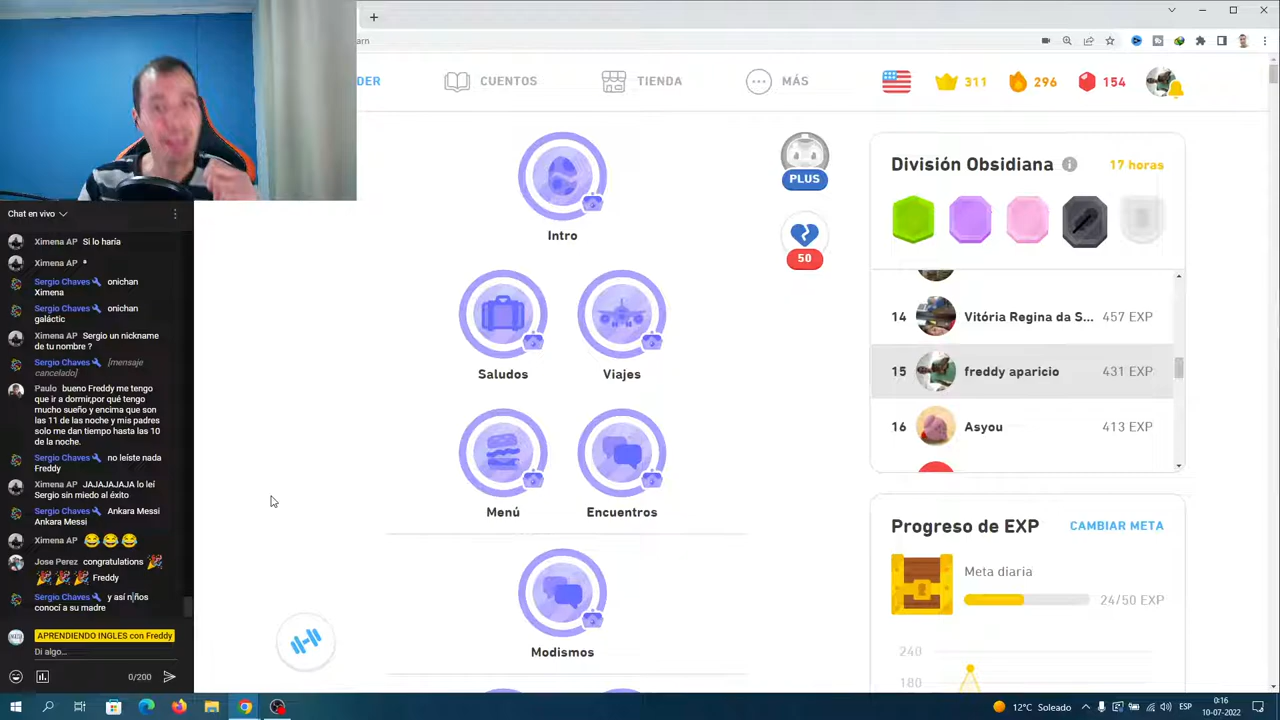 arn
DER
CUENTOS
TIENDA
MÁS
311
296
154
Chat en vivo
Ximena AP Si lo haría
Ximena AP
Sergio Chaves onichan
Ximena
Sergio Chaves onichan
galáctic
Ximena AP Sergio un nickname
de tu nombre ?
Sergio Chaves [mensaje
cancelado]
Paulo bueno Freddy me tengo
que ir a dormir,por qué tengo
mucho sueño y encima que son
las 11 de las noche y mis padres
solo me dan tiempo hasta las 10
de la noche.
Sergio Chaves no leíste nada
Freddy
Ximena AP JAJAJAJAJA lo leí
Sergio sin miedo al éxito
Sergio Chaves Ankara Messi
Ankara Messi
Ximena AP 😂😂😂
Jose Perez congratulations 🎉
🎉🎉🎉 Freddy
Sergio Chaves y así niños
conocí a su madre
APRENDIENDO INGLES con Freddy
Di algo...
0/200
Intro
Saludos
Viajes
Menú
Encuentros
Modismos
PLUS
50
División Obsidiana
17 horas
14 Vitória Regina da S... 457 EXP
15 freddy aparicio 431 EXP
16 Asyou 413 EXP
Progreso de EXP
CAMBIAR META
Meta diaria
24/50 EXP
240
180
12°C Soleado
ESP
0:16
10-07-2022